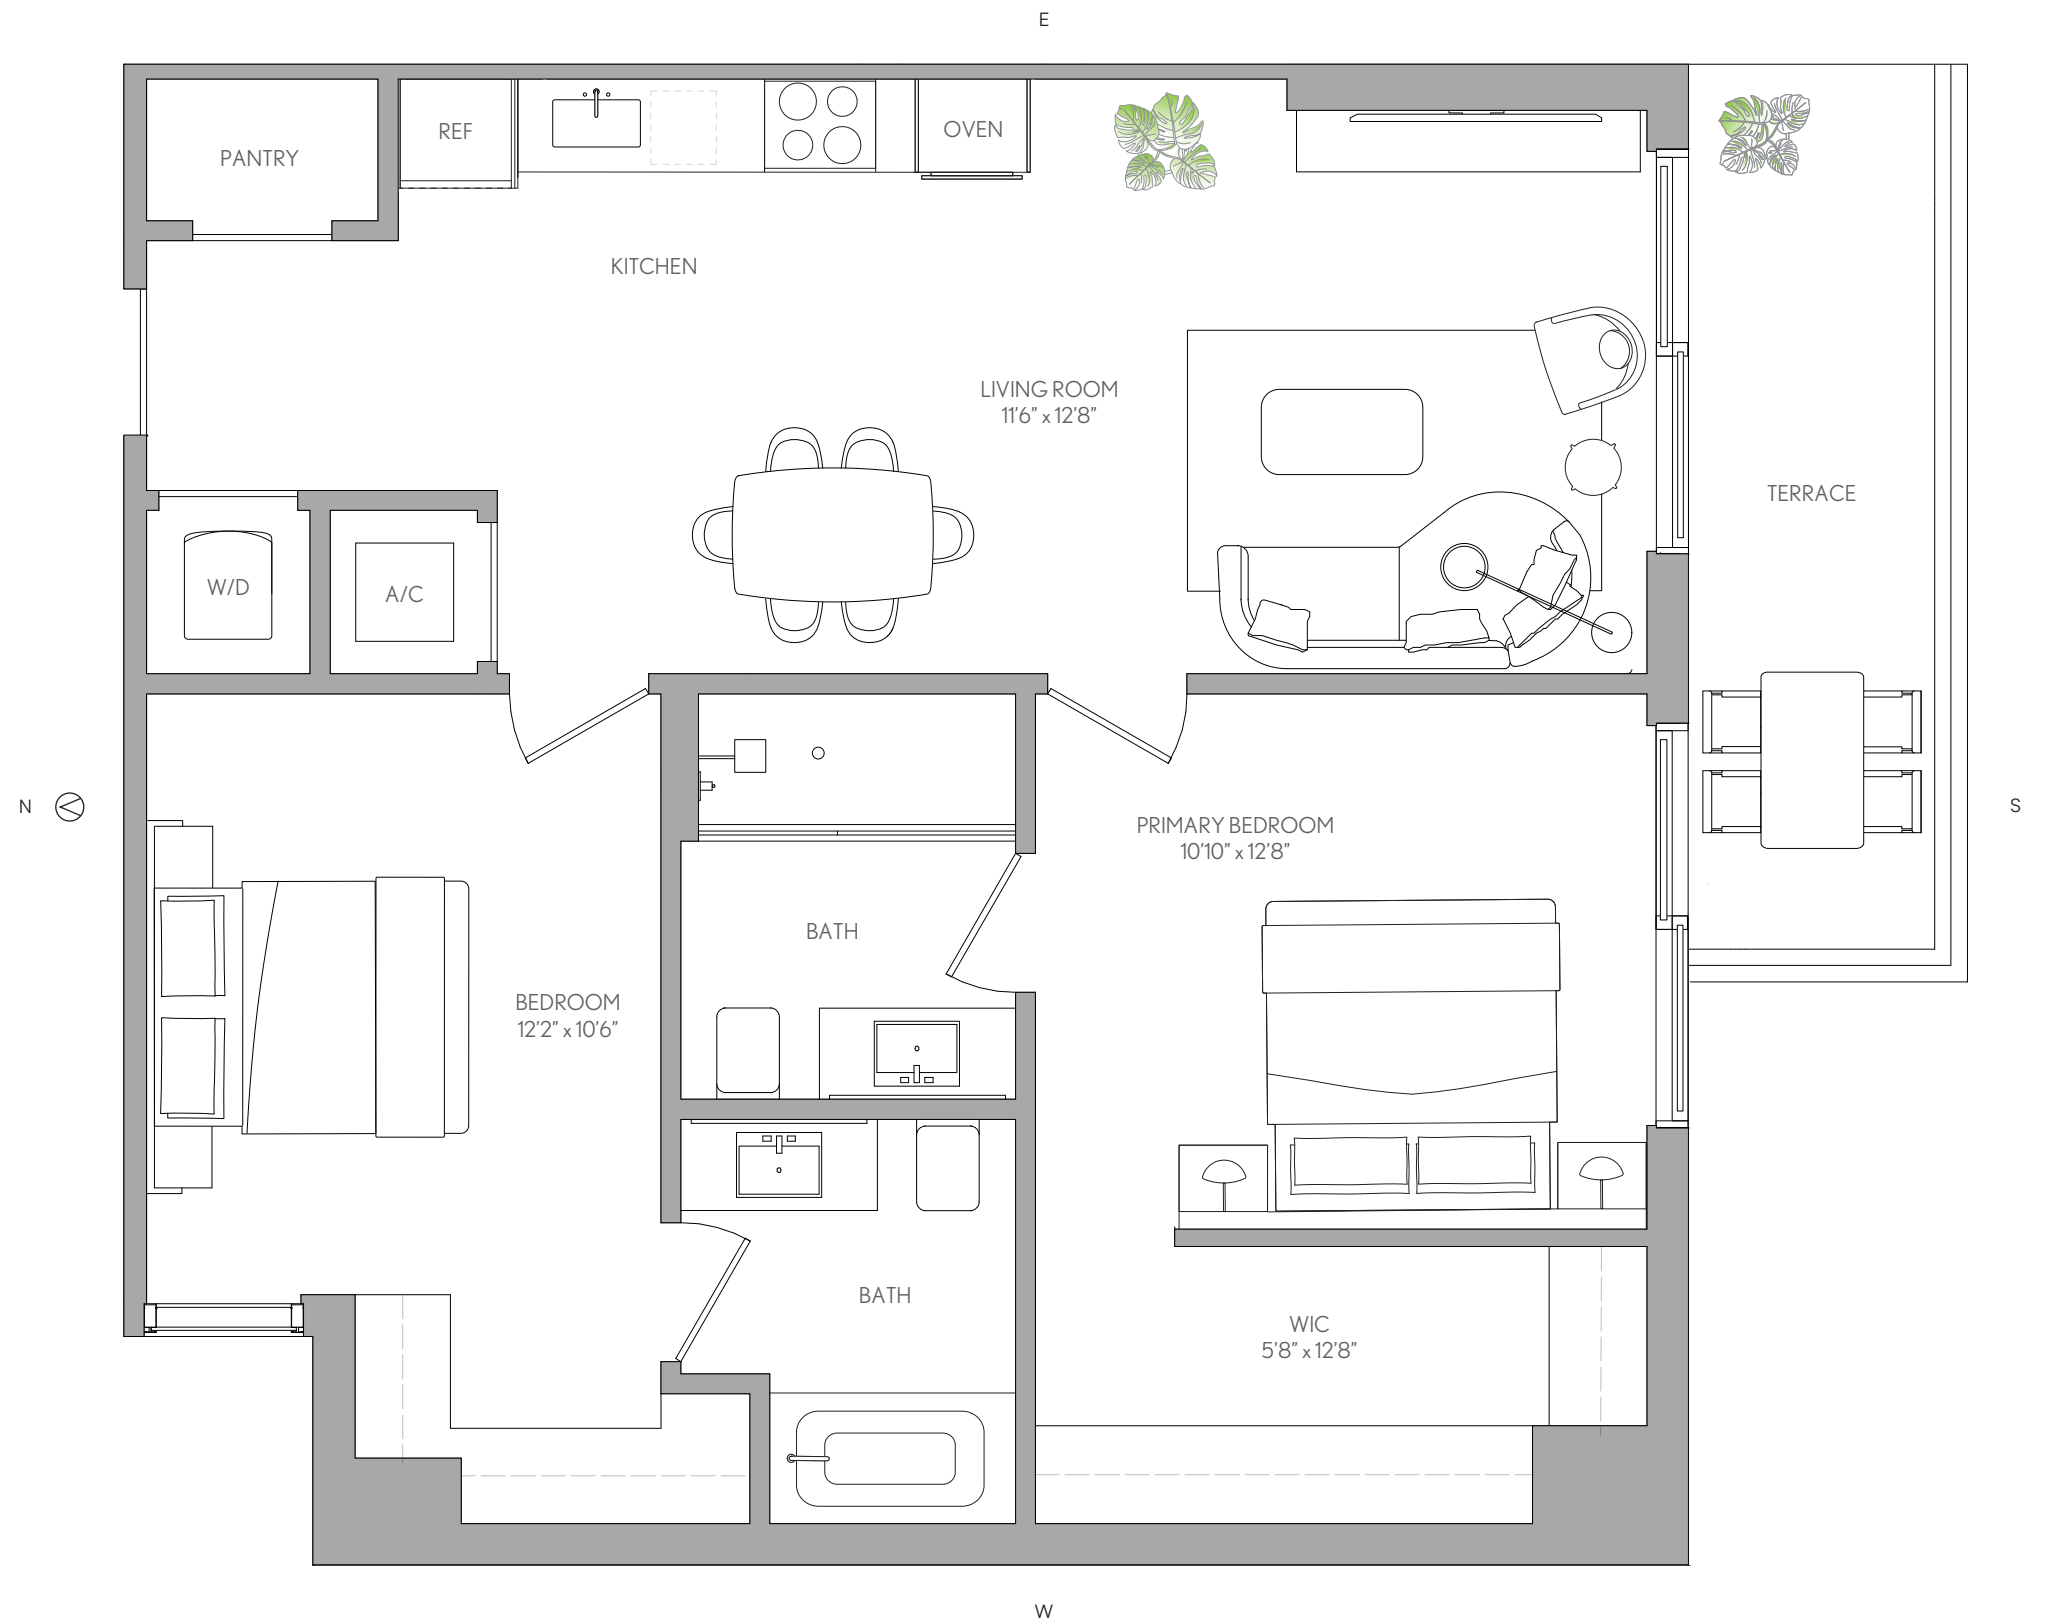 E
PANTRY
REF
OVEN
KITCHEN
LIVING ROOM
11'6" x 12'8"
TERRACE
W/D
A/C
N
S
PRIMARY BEDROOM
10'10" x 12'8"
BATH
BEDROOM
12'2" x 10'6"
BATH
WIC
5'8" x 12'8"
W